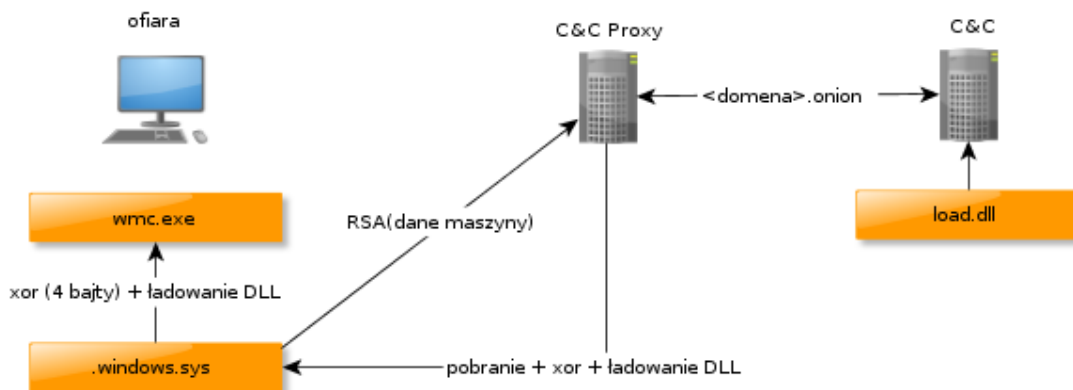 ofiara
C&C Proxy
C&C
<domena>.onion
wmc.exe
RSA(dane maszyny)
load.dll
xor (4 bajty) + ładowanie DLL
.windows.sys
pobranie + xor + ładowanie DLL